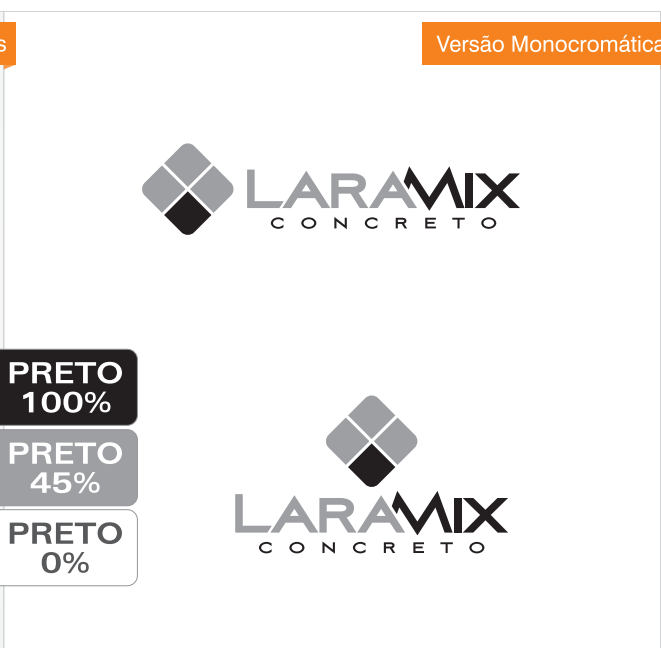 s
Versão Monocromática
LARAMIX
CONCRETO
PRETO
100%
PRETO
45%
PRETO
0%
LARAMIX
CONCRETO